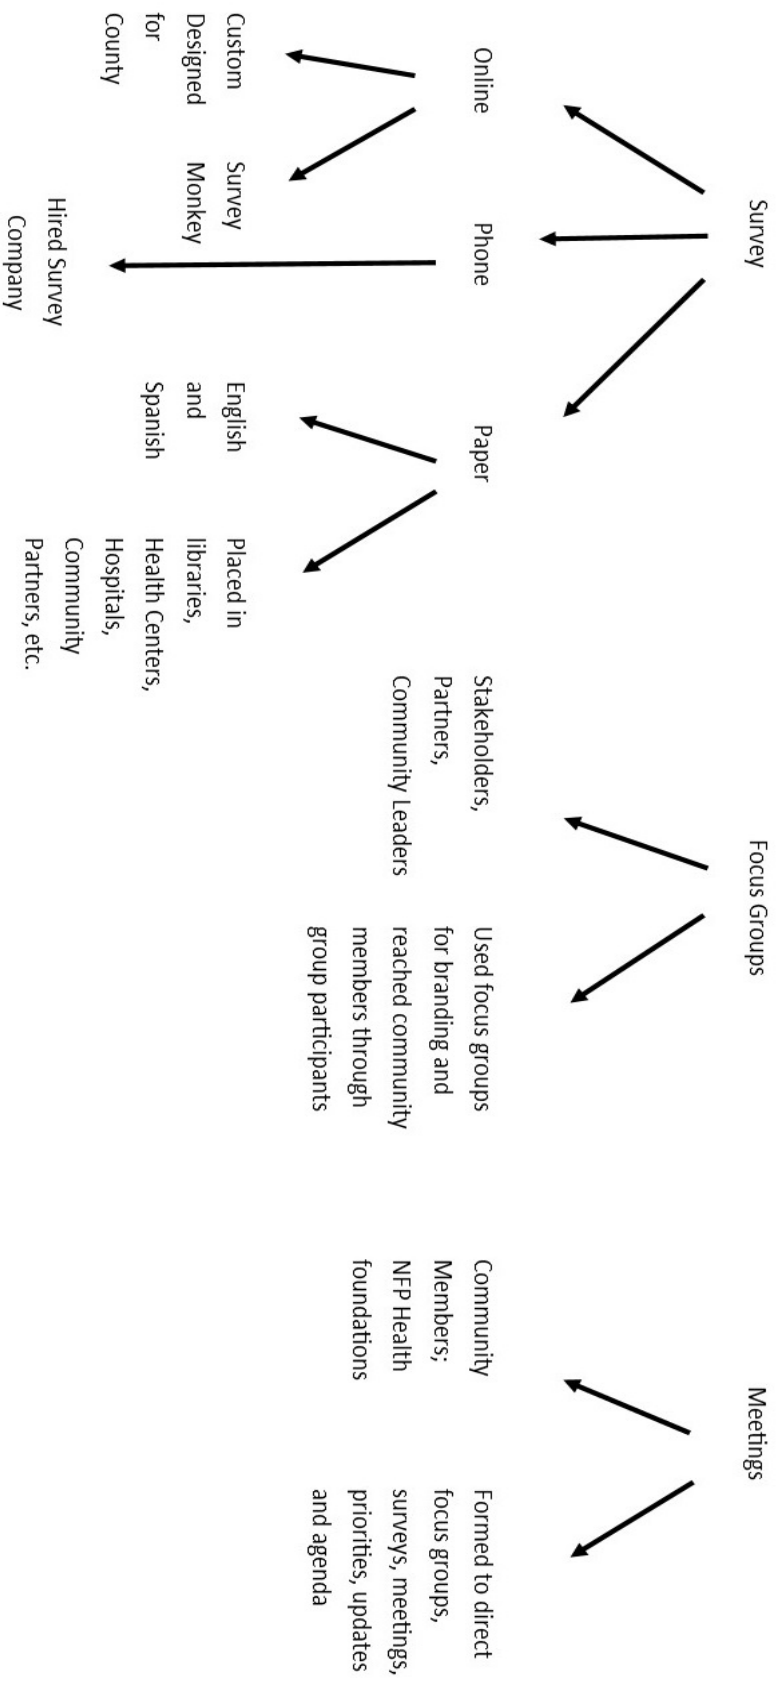 Survey
Focus Groups
Meetings
Online
Phone
Paper
Stakeholders,
Partners,
Community Leaders
Used focus groups
for branding and
reached community
members through
group participants
Community
Members;
NFP Health
foundations
Formed to direct
focus groups,
surveys, meetings,
priorities, updates
and agenda
Custom
Designed
for
County
Survey
Monkey
Hired Survey
Company
English
and
Spanish
Placed in
libraries,
Health Centers,
Hospitals,
Community
Partners, etc.